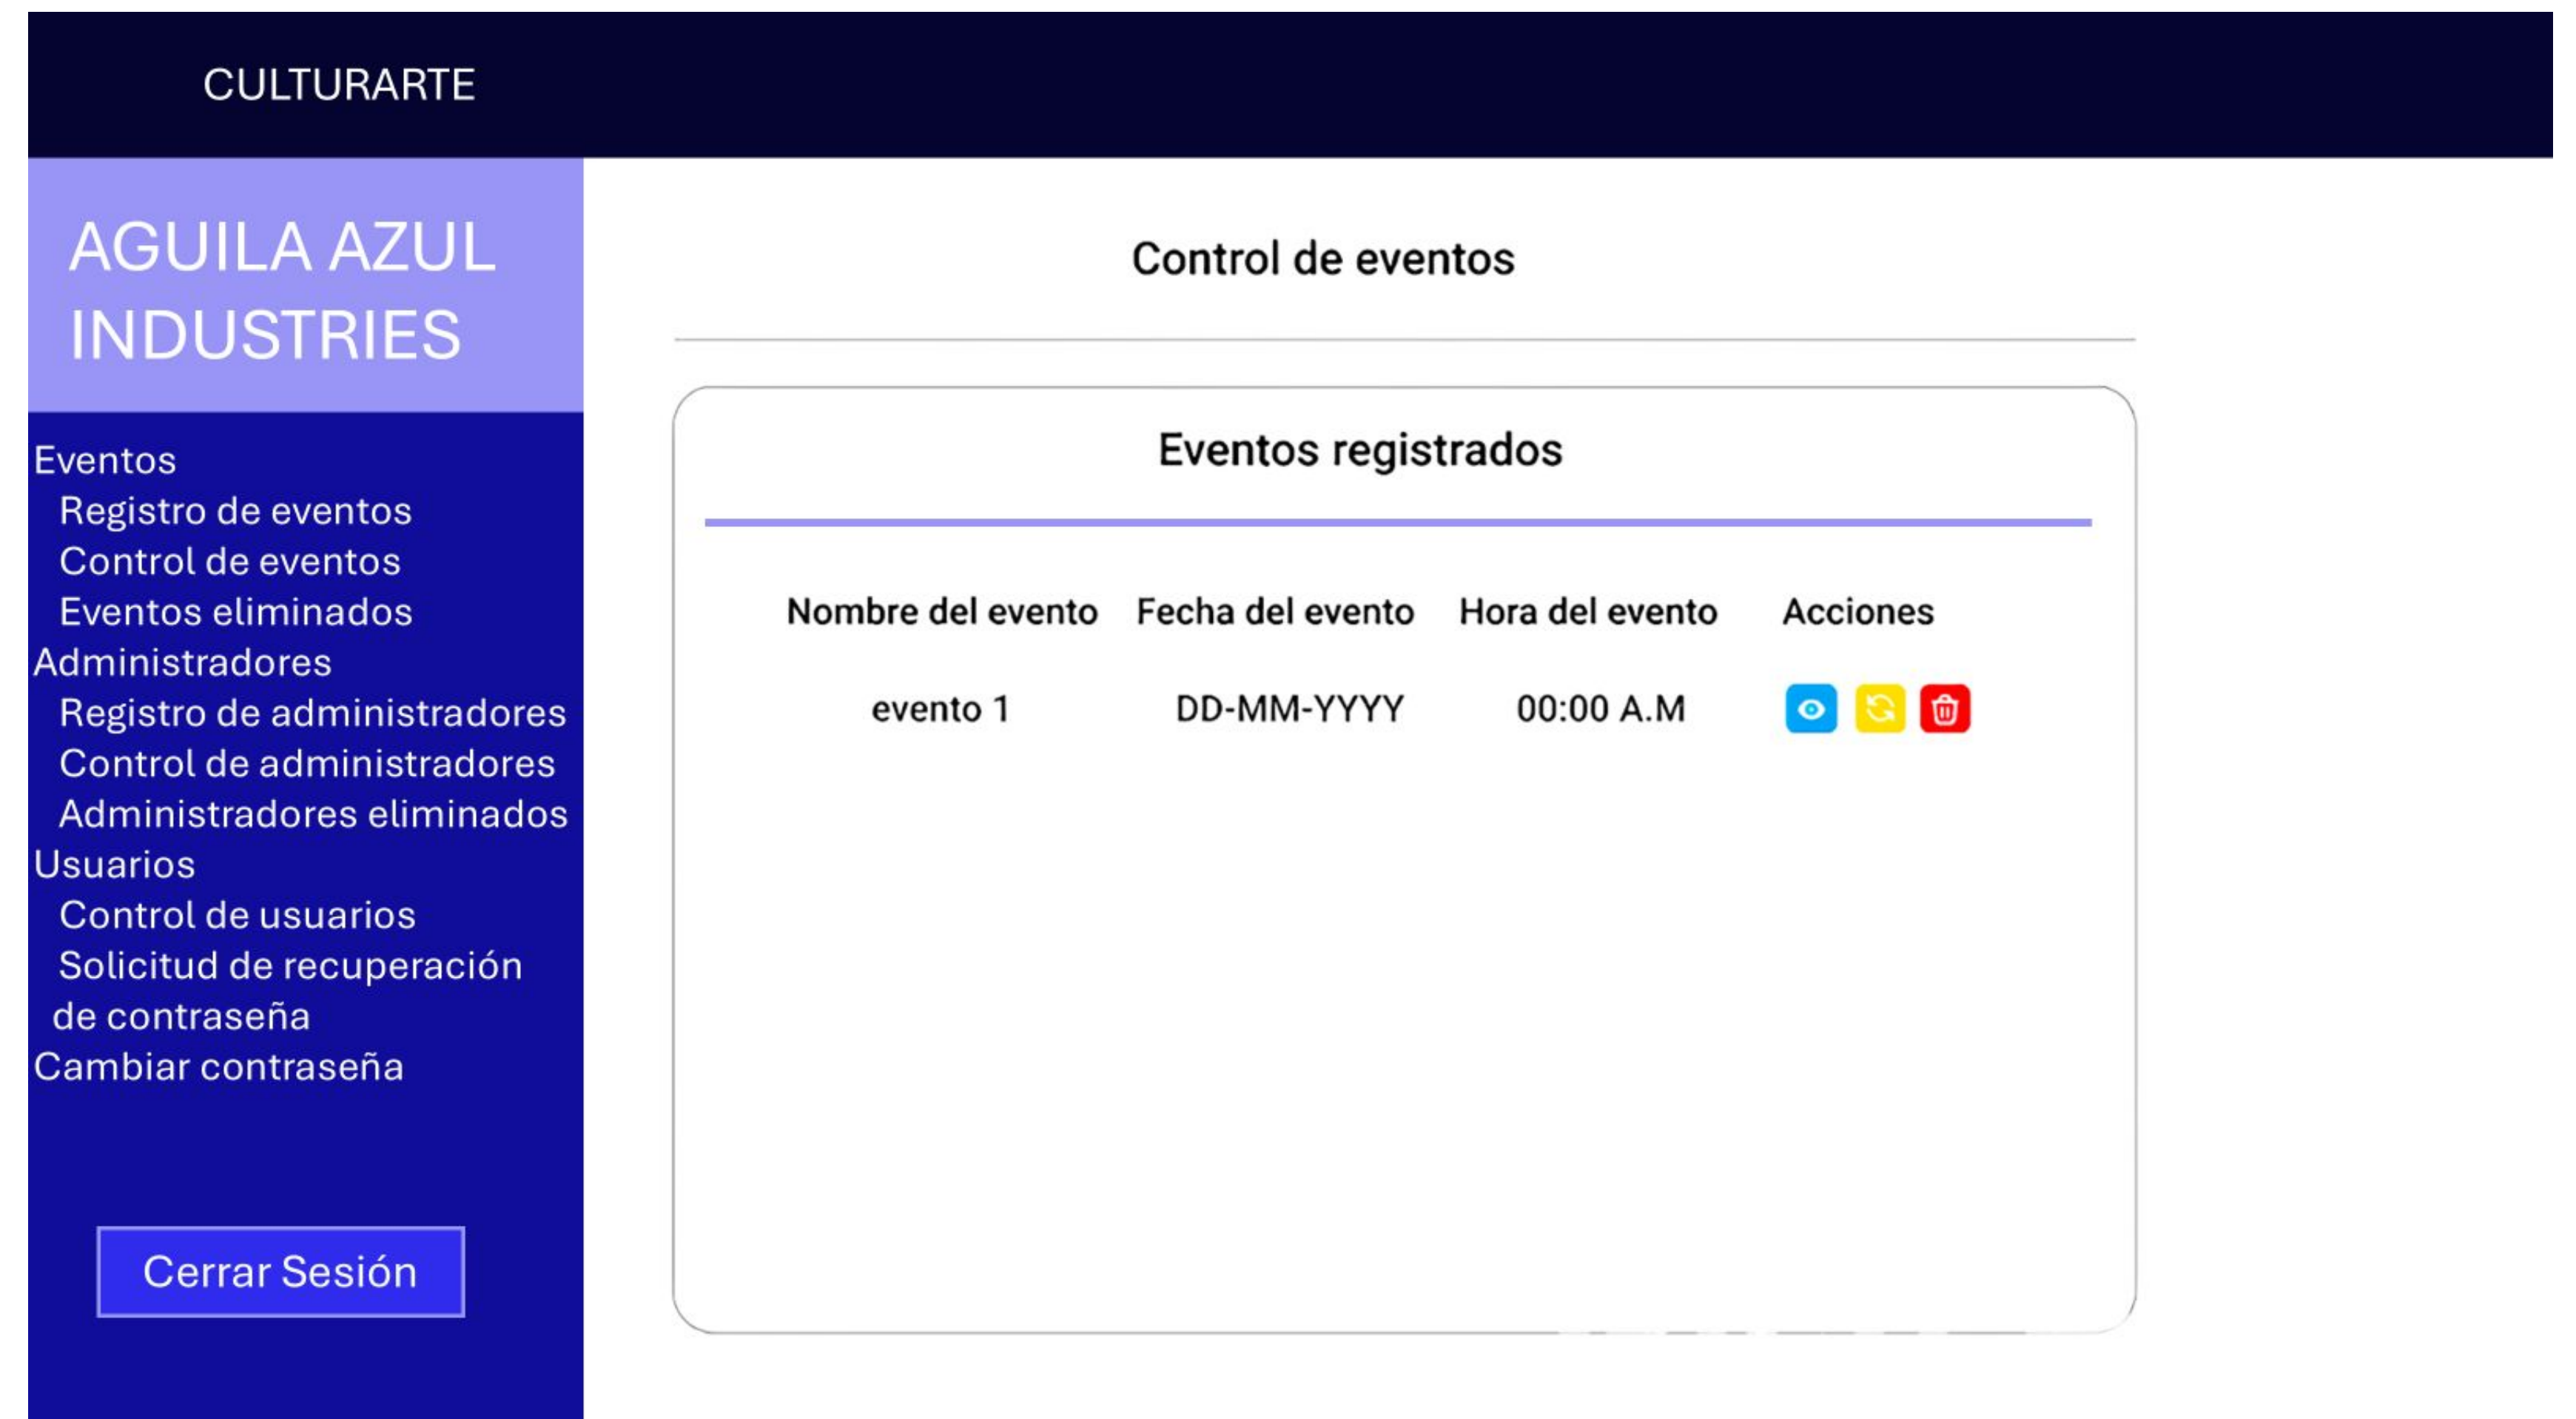 CULTURARTE
AGUILA AZUL
INDUSTRIES
Eventos
Registro de eventos
Control de eventos
Eventos eliminados
Administradores
Registro de administradores
Control de administradores
Administradores eliminados
Usuarios
Control de usuarios
Solicitud de recuperación
de contraseña
Cambiar contraseña
Cerrar Sesión
Control de eventos
Eventos registrados
Nombre del evento Fecha del evento Hora del evento Acciones
evento 1 DD-MM-YYYY 00:00 A.M